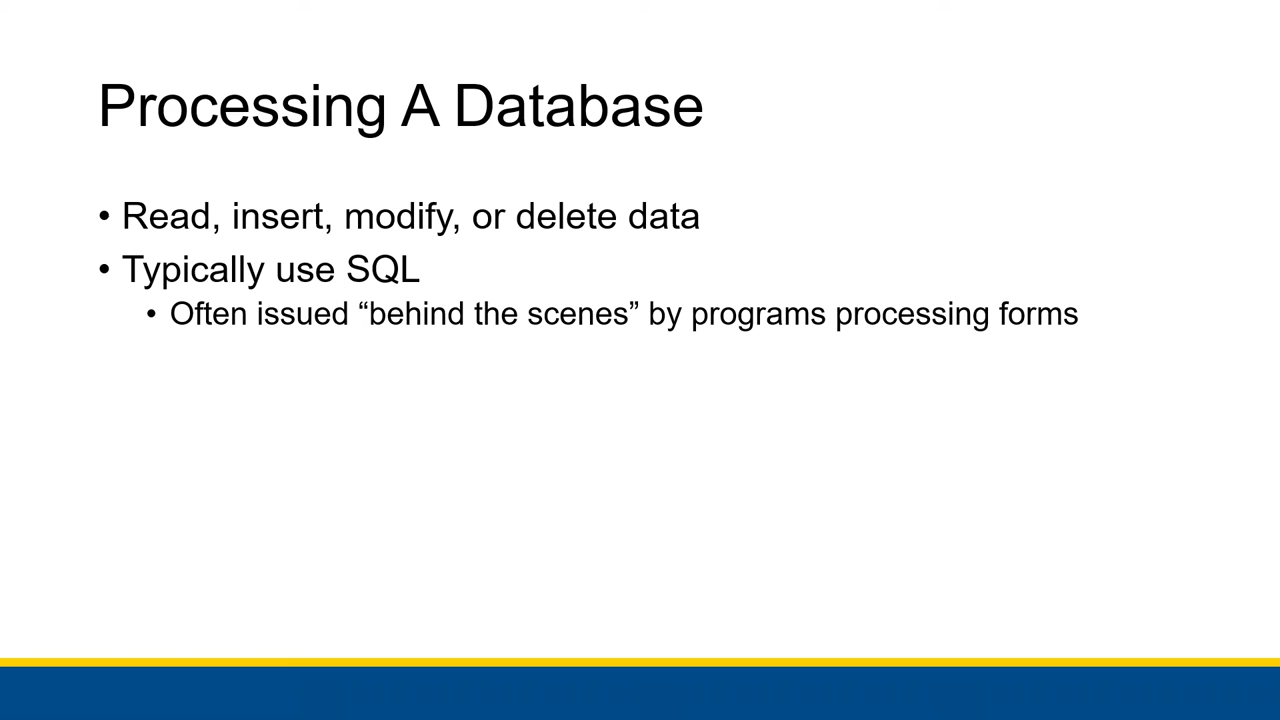 Processing A Database
• Read, insert, modify, or delete data
• Typically use SQL
• Often issued “behind the scenes” by programs processing forms